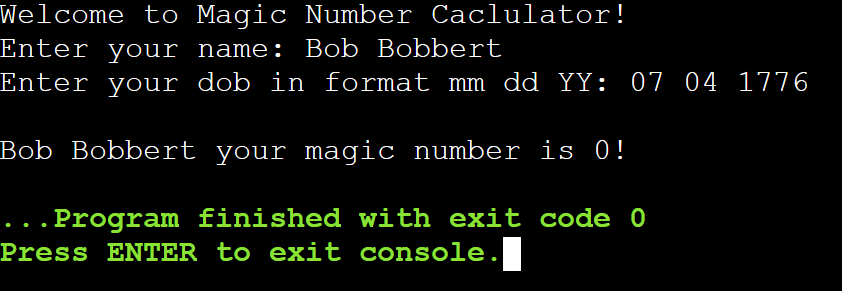 Welcome to Magic Number Caclulator!
Enter your name: Bob Bobbert
Enter your dob in format mm dd YY: 07 04 1776
Bob Bobbert your magic number is 0!
...Program finished with exit code 0
Press ENTER to exit console.